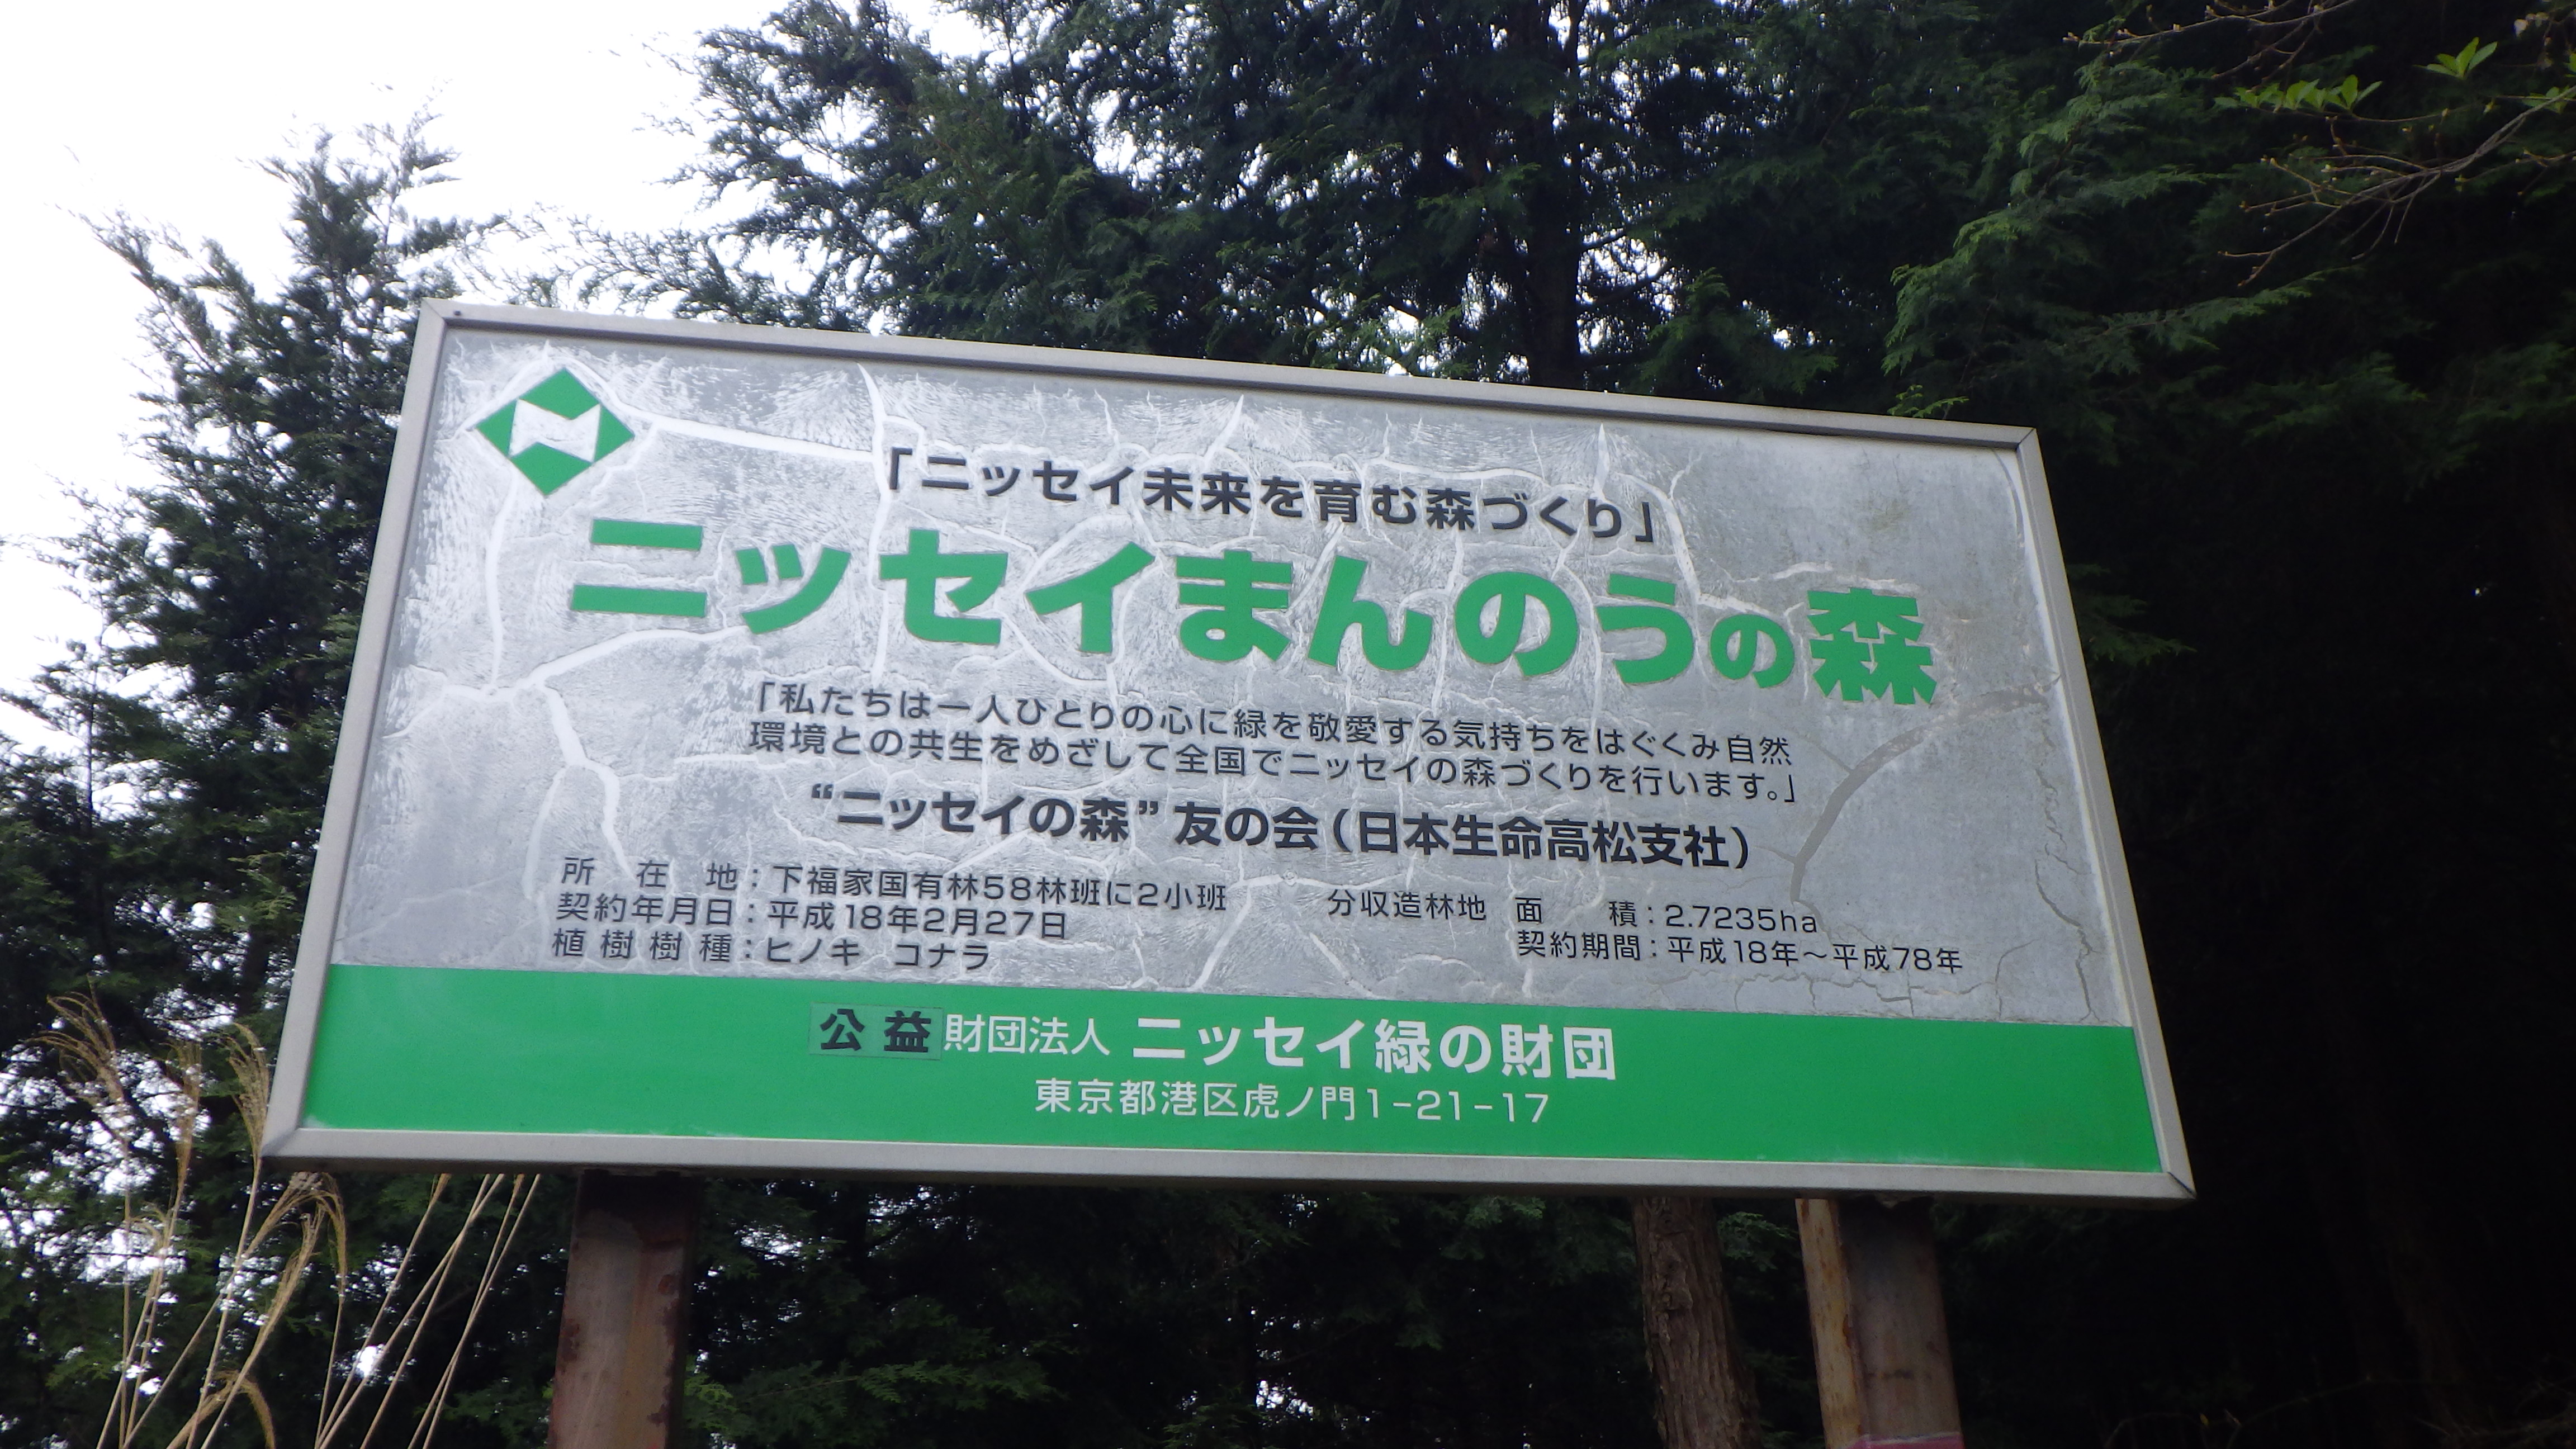 「ニッセイ未来を育む森づくり」
ニッセイまんのうの森
「私たちは一人ひとりの心に緑を敬愛する気持ちをはぐくみ自然
環境との共生をめざして全国でニッセイの森づくりを行います。」
“ニッセイの森”友の会(日本生命高松支社)
所在地:下福家国有林58林班に2小班
契約年月日:平成18年2月27日
植樹樹種:ヒノキ コナラ
分収造林地 面積:2.7235ha
契約期間:平成18年～平成78年
公益財団法人 ニッセイ緑の財団
東京都港区虎ノ門1-21-17